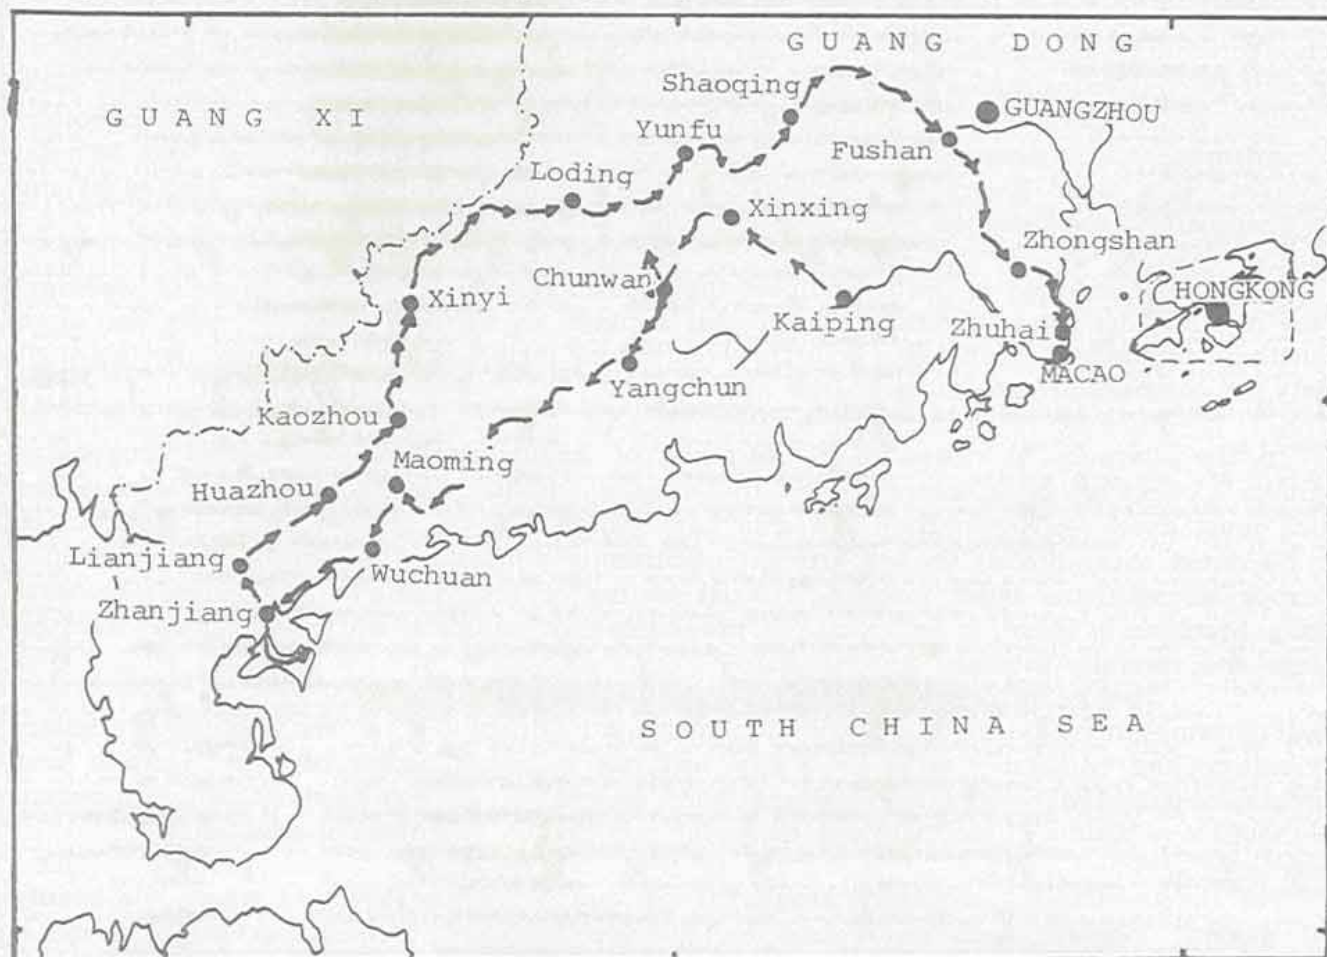 GUANG DONG
Shaoqing
GUANGZHOU
GUANG XI
Yunfu
Fushan
Loding
Xinxing
Zhongshan
Chunwan
Xinyi
HONGKONG
Kaiping
Zhuhai
MACAO
Yangchun
Kaozhou
Maoming
Huazhou
Lianjiang
Wuchuan
Zhanjiang
SOUTH CHINA SEA